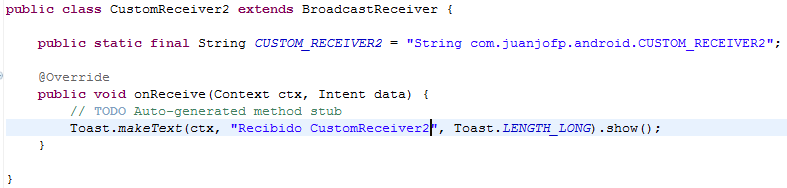 public class CustomReceiver2 extends BroadcastReceiver {
public static final String CUSTOM_RECEIVER2 = "String com.juanjofp.android.CUSTOM_RECEIVER2";
@Override
public void onReceive(Context ctx, Intent data) {
// TODO Auto-generated method stub
Toast.makeText(ctx, "Recibido CustomReceiver2", Toast.LENGTH_LONG).show();
}
}